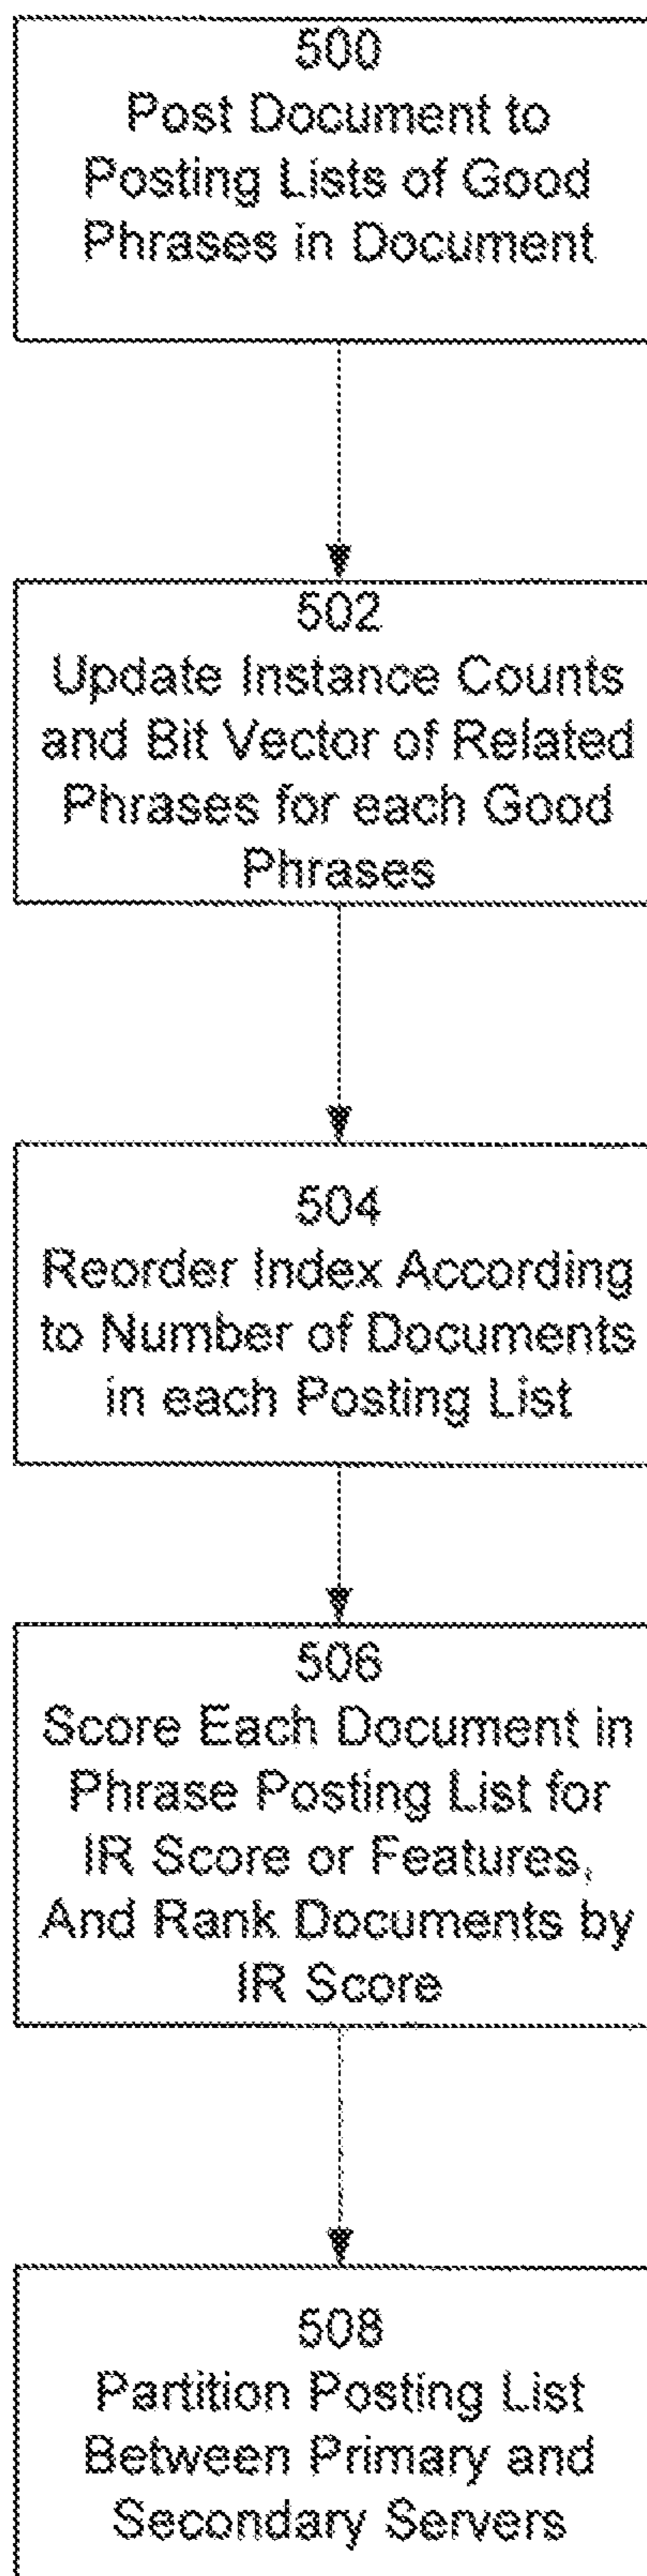 500
Post Document to
Posting Lists of Good
Phrases in Document
502
Update Instance Counts
and Bit Vector of Related
Phrases for each Good
Phrases
504
Reorder Index According
to Number of Documents
in each Posting List
506
Score Each Document in
Phrase Posting List for
IR Score or Features,
And Rank Documents by
IR Score
508
Partition Posting List
Between Primary and
Secondary Servers